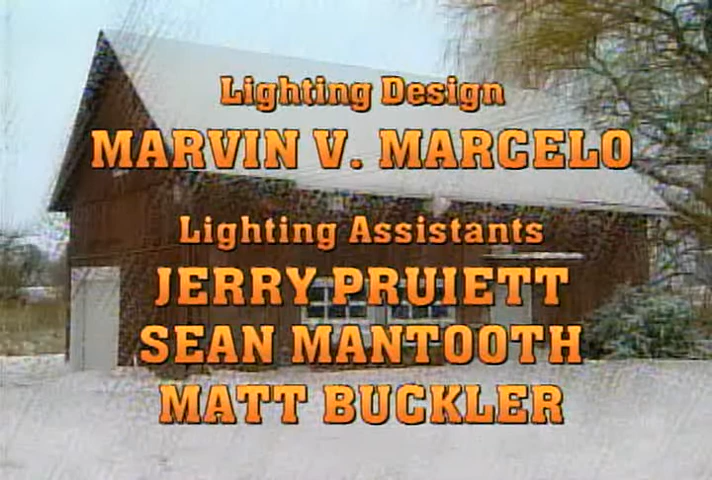 Lighting Design
MARVIN V. MARCELO
Lighting Assistants
JERRY PRUIETT
SEAN MANTOOTH
MATT BUCKLER